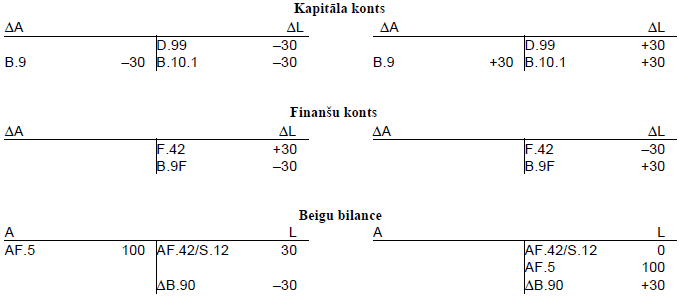 Kapitāla konts
ΔA ΔL ΔA ΔL
D.99 –30 D.99 +30
B.9 –30 B.10.1 –30 B.9 +30 B.10.1 +30
Finanšu konts
ΔA ΔL ΔA ΔL
F.42 +30 F.42 –30
B.9F –30 B.9F +30
Beigu bilance
A L A L
AF.5 100 AF.42/S.12 30 AF.42/S.12 0
AF.5 100
ΔB.90 –30 ΔB.90 +30